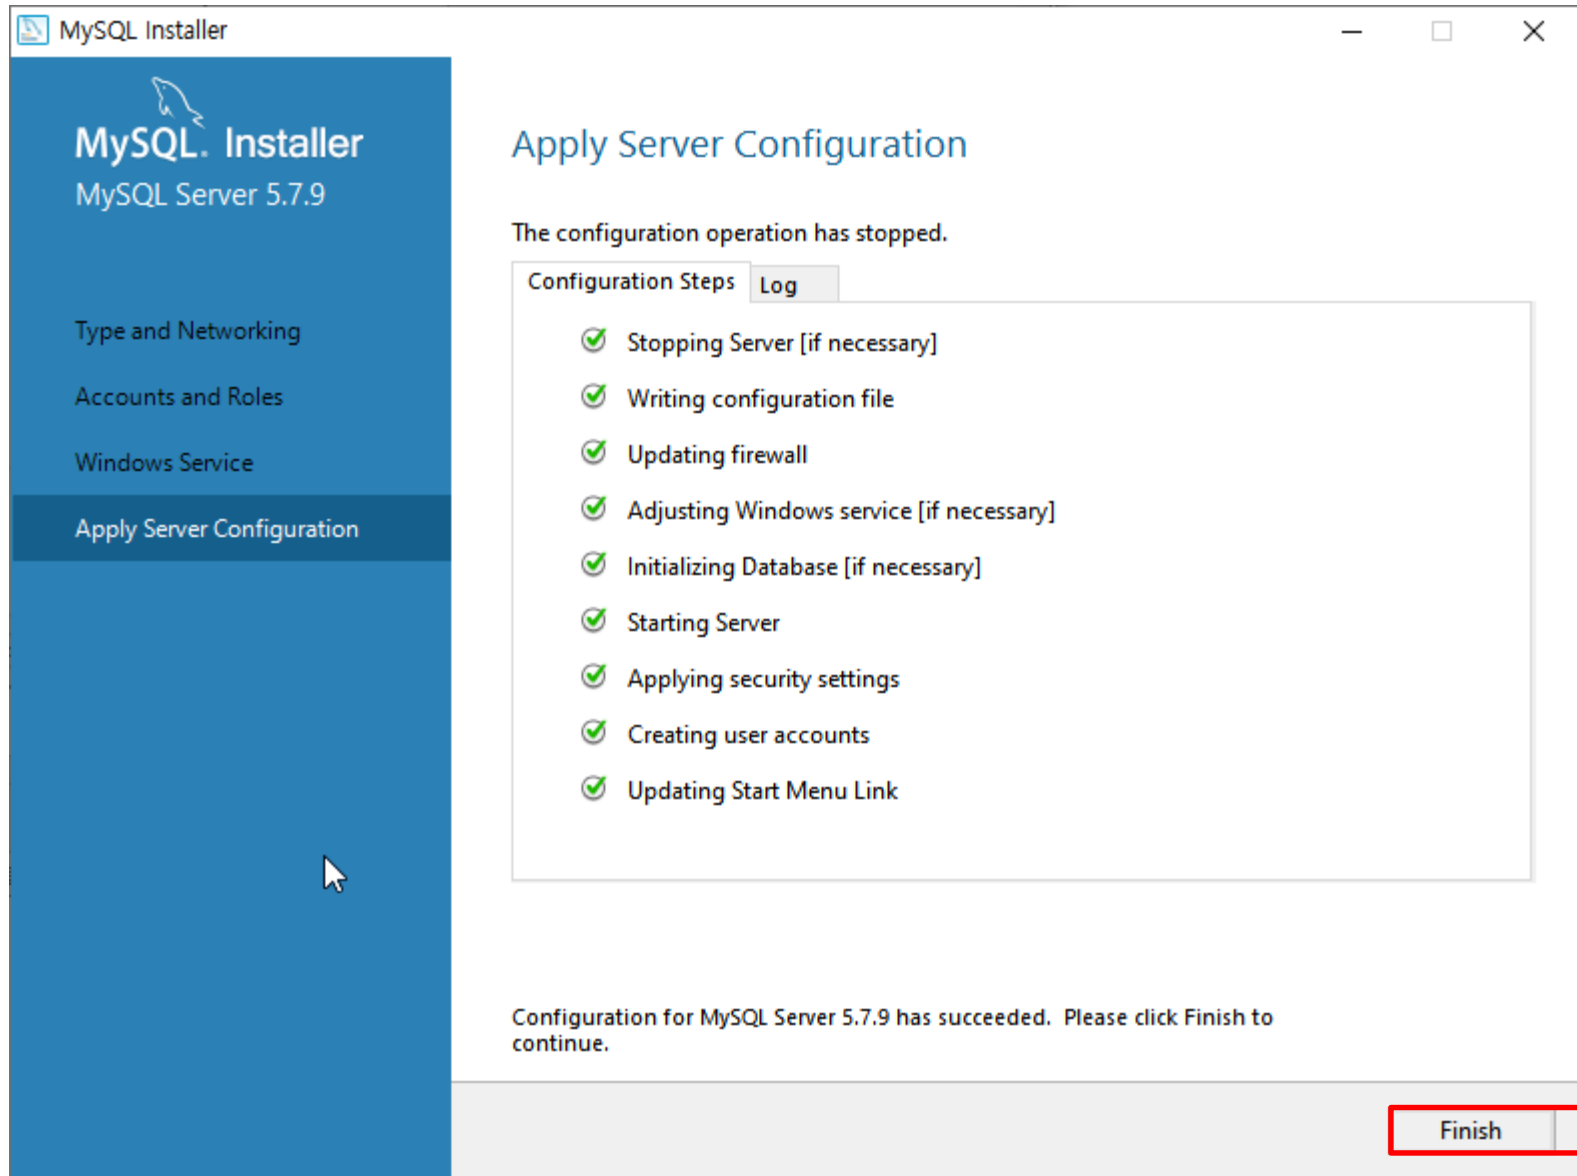 MySQL Installer
MySQL. Installer
MySQL Server 5.7.9
Type and Networking
Accounts and Roles
Windows Service
Apply Server Configuration
Apply Server Configuration
The configuration operation has stopped.
Configuration Steps
Log
Stopping Server [if necessary]
Writing configuration file
Updating firewall
Adjusting Windows service [if necessary]
Initializing Database [if necessary]
Starting Server
Applying security settings
Creating user accounts
Updating Start Menu Link
Configuration for MySQL Server 5.7.9 has succeeded.  Please click Finish to
continue.
Finish